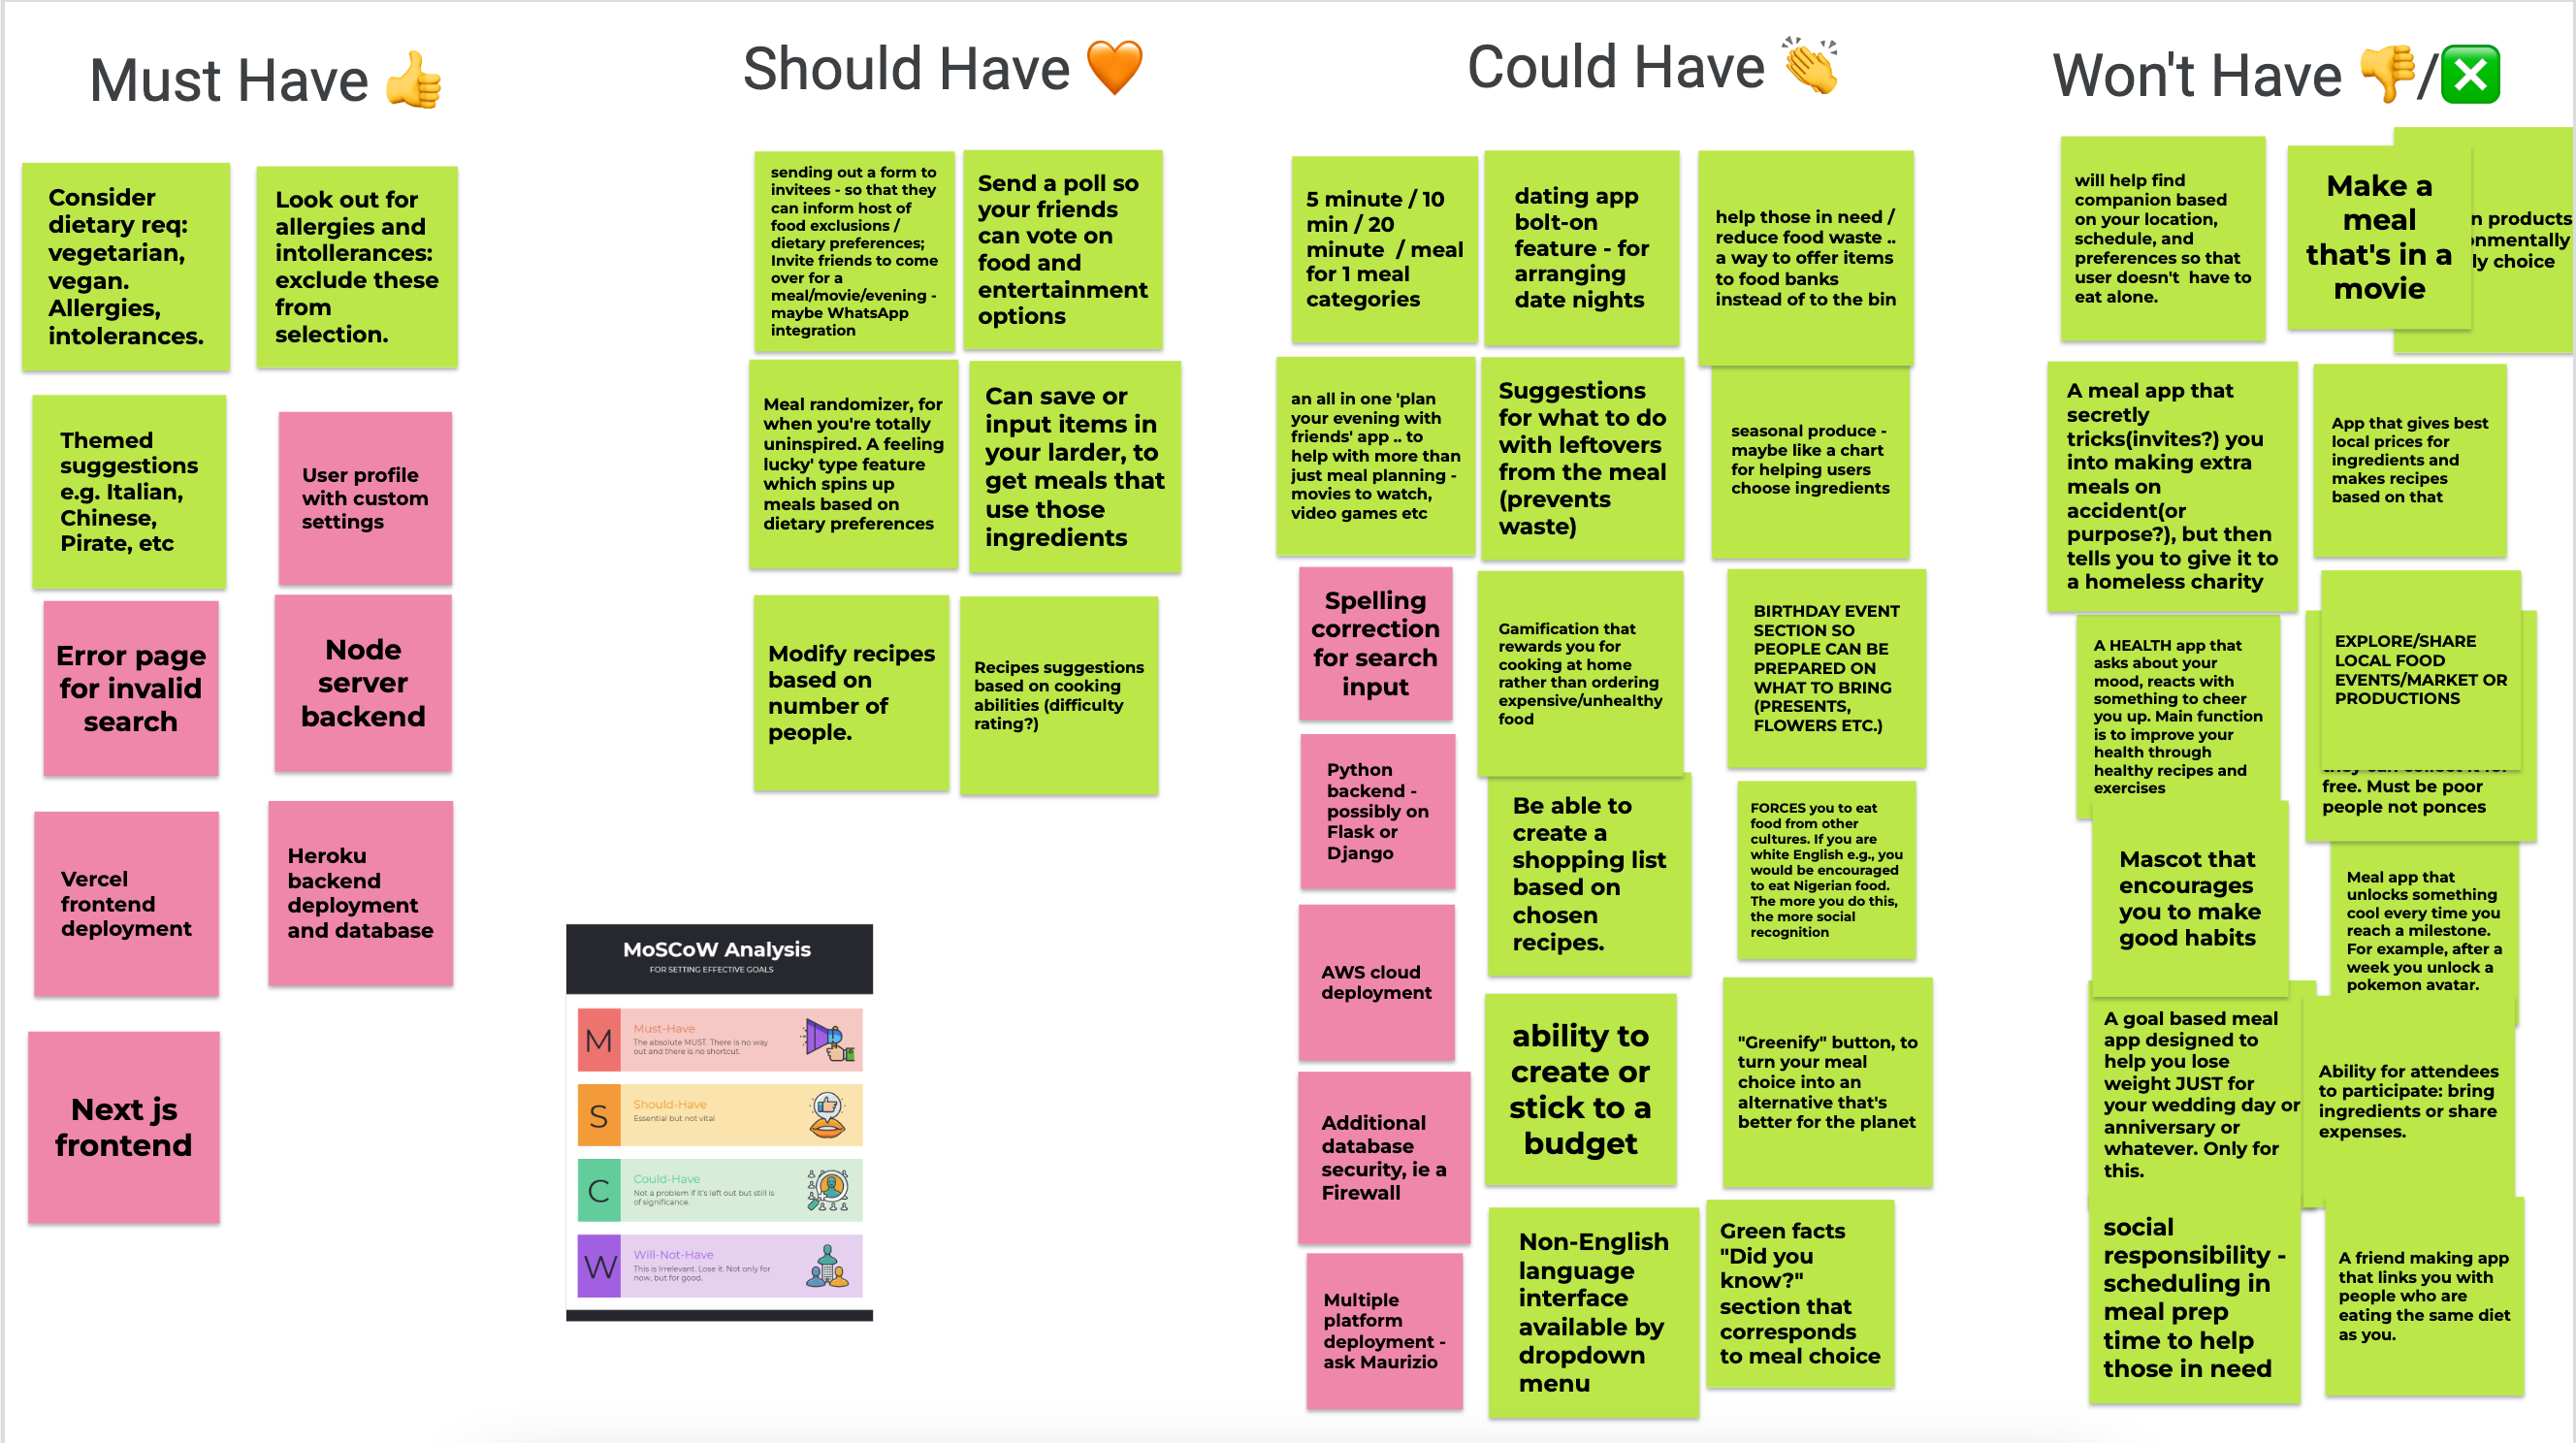 Must Have 👍
Should Have 🧡
Could Have 👏
Won't Have 👎/❎
Consider
dietary req:
vegetarian,
vegan.
Allergies,
intolerances.
Look out for
allergies and
intollerances:
exclude these
from
selection.
Themed
suggestions
e.g. Italian,
Chinese,
Pirate, etc
User profile
with custom
settings
Error page
for invalid
search
Node
server
backend
Vercel
frontend
deployment
Heroku
backend
deployment
and database
Next js
frontend
sending out a form to
invitees - so that they
can inform host of
food exclusions /
dietary preferences;
Invite friends to come
over for a
meal/movie/evening -
maybe WhatsApp
integration
Send a poll so
your friends
can vote on
food and
entertainment
options
Meal randomizer, for
when you're totally
uninspired. A feeling
lucky' type feature
which spins up
meals based on
dietary preferences
Can save or
input items in
your larder, to
get meals that
use those
ingredients
Modify recipes
based on
number of
people.
Recipes suggestions
based on cooking
abilities (difficulty
rating?)
MoSCoW Analysis
FOR SETTING EFFECTIVE GOALS
M
Must-Have
The absolute MUST. There is no way
out and there is no shortcut.
S
Should-Have
Essential but not vital
C
Could-Have
Not a problem if it's left out but still is
of significance.
W
Will-Not-Have
This is Irrelevant. Lose it. Not only for
now, but for good.
5 minute / 10
min / 20
minute / meal
for 1 meal
categories
dating app
bolt-on
feature - for
arranging
date nights
help those in need /
reduce food waste ..
a way to offer items
to food banks
instead of to the bin
an all in one 'plan
your evening with
friends' app .. to
help with more than
just meal planning -
movies to watch,
video games etc
Suggestions
for what to do
with leftovers
from the meal
(prevents
waste)
seasonal produce -
maybe like a chart
for helping users
choose ingredients
Spelling
correction
for search
input
Gamification that
rewards you for
cooking at home
rather than ordering
expensive/unhealthy
food
BIRTHDAY EVENT
SECTION SO
PEOPLE CAN BE
PREPARED ON
WHAT TO BRING
(PRESENTS,
FLOWERS ETC.)
Python
backend -
possibly on
Flask or
Django
Be able to
create a
shopping list
based on
chosen
recipes.
FORCES you to eat
food from other
cultures. If you are
white English e.g., you
would be encouraged
to eat Nigerian food.
The more you do this,
the more social
recognition
AWS cloud
deployment
ability to
create or
stick to a
budget
"Greenify" button, to
turn your meal
choice into an
alternative that's
better for the planet
Additional
database
security, ie a
Firewall
Multiple
platform
deployment -
ask Maurizio
Non-English
language
interface
available by
dropdown
menu
Green facts
"Did you
know?"
section that
corresponds
to meal choice
will help find
companion based
on your location,
schedule, and
preferences so that
user doesn't have to
eat alone.
Make a
meal
that's in a
movie
products
choice
A meal app that
secretly
tricks(invites?) you
into making extra
meals on
accident(or
purpose?), but then
tells you to give it to
a homeless charity
App that gives best
local prices for
ingredients and
makes recipes
based on that
A HEALTH app that
asks about your
mood, reacts with
something to cheer
you up. Main function
is to improve your
health through
healthy recipes and
exercises
EXPLORE/SHARE
LOCAL FOOD
EVENTS/MARKET OR
PRODUCTIONS
free. Must be poor
people not ponces
Mascot that
encourages
you to make
good habits
Meal app that
unlocks something
cool every time you
reach a milestone.
For example, after a
week you unlock a
pokemon avatar.
A goal based meal
app designed to
help you lose
weight JUST for
your wedding day or
anniversary or
whatever. Only for
this.
Ability for attendees
to participate: bring
ingredients or share
expenses.
social
responsibility -
scheduling in
meal prep
time to help
those in need
A friend making app
that links you with
people who are
eating the same diet
as you.